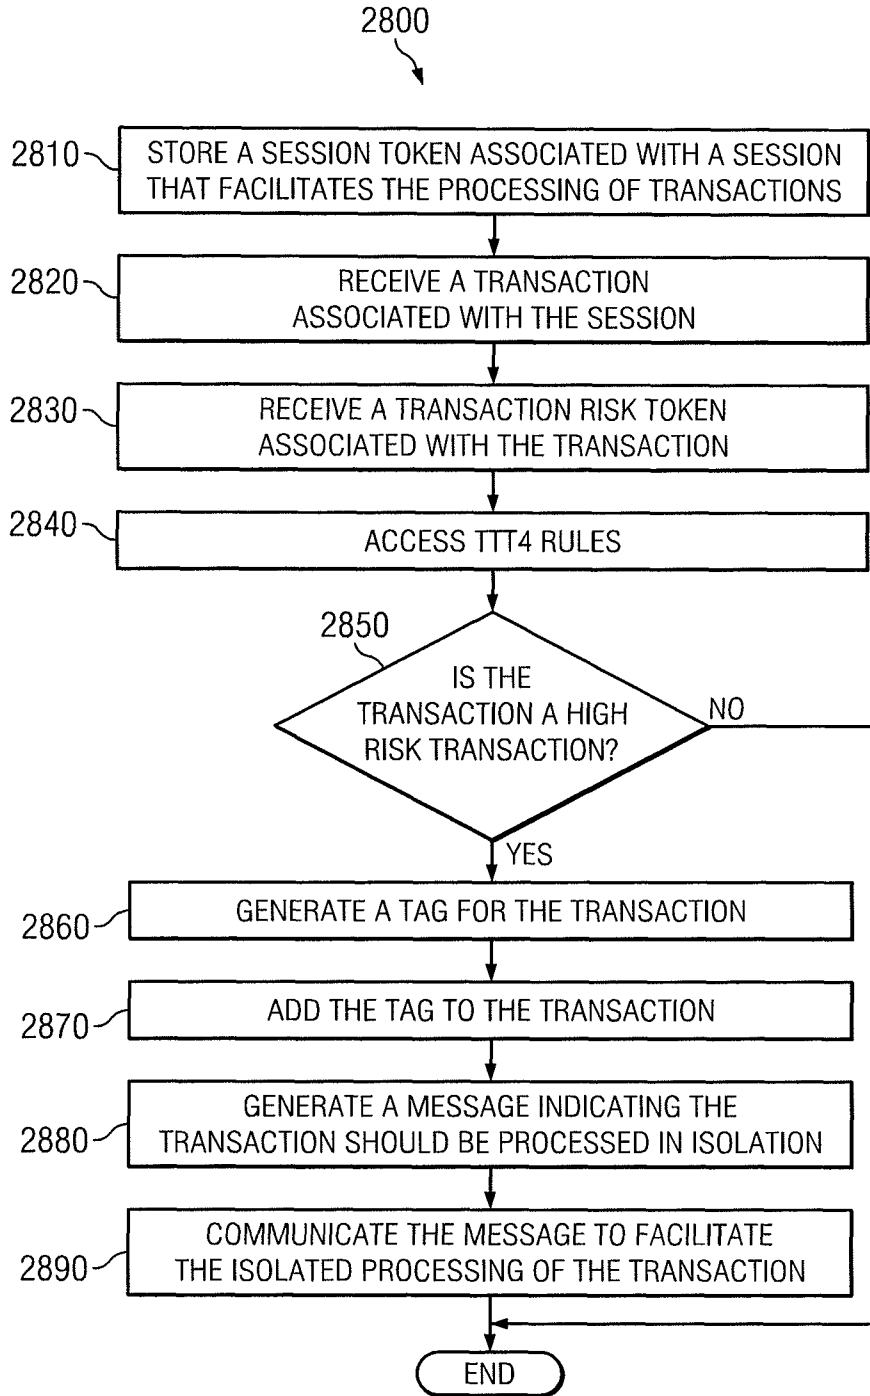 2800
2810
STORE A SESSION TOKEN ASSOCIATED WITH A SESSION
THAT FACILITATES THE PROCESSING OF TRANSACTIONS
2820
RECEIVE A TRANSACTION
ASSOCIATED WITH THE SESSION
2830
RECEIVE A TRANSACTION RISK TOKEN
ASSOCIATED WITH THE TRANSACTION
2840
ACCESS TTT4 RULES
2850
IS THE
TRANSACTION A HIGH
RISK TRANSACTION?
NO
YES
2860
GENERATE A TAG FOR THE TRANSACTION
2870
ADD THE TAG TO THE TRANSACTION
2880
GENERATE A MESSAGE INDICATING THE
TRANSACTION SHOULD BE PROCESSED IN ISOLATION
2890
COMMUNICATE THE MESSAGE TO FACILITATE
THE ISOLATED PROCESSING OF THE TRANSACTION
END